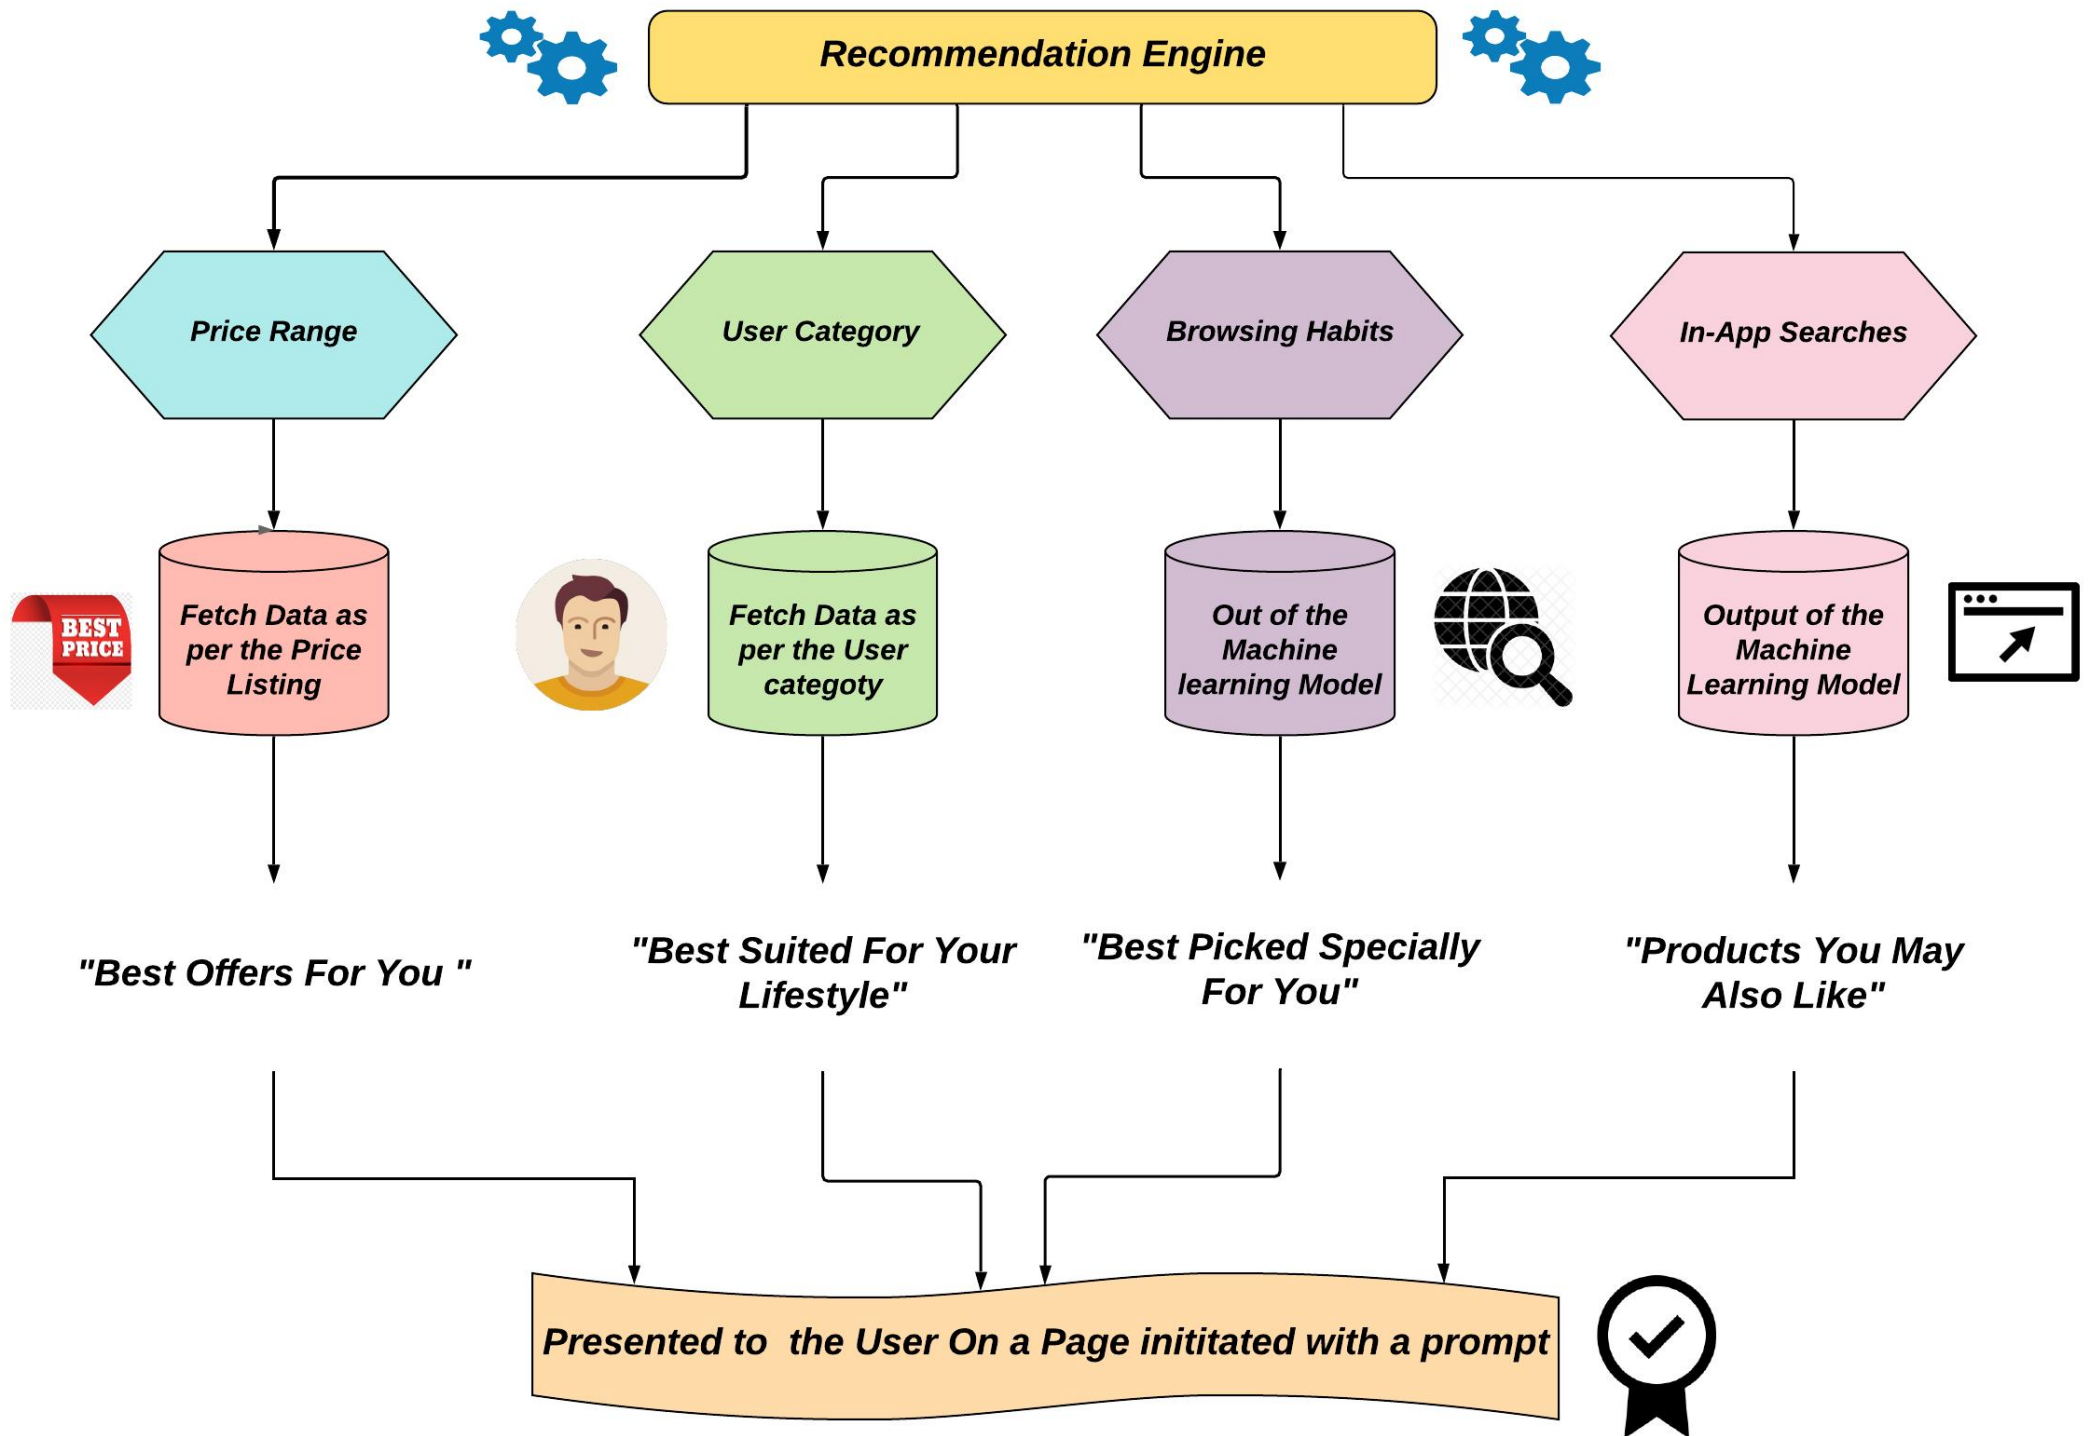 Recommendation Engine
Price Range
User Category
Browsing Habits
In-App Searches
BEST
PRICE
Fetch Data as
per the Price
Listing
Fetch Data as
per the User
categoty
Out of the
Machine
learning Model
Output of the
Machine
Learning Model
"Best Offers For You "
"Best Suited For Your
Lifestyle"
"Best Picked Specially
For You"
"Products You May
Also Like"
Presented to  the User On a Page inititated with a prompt